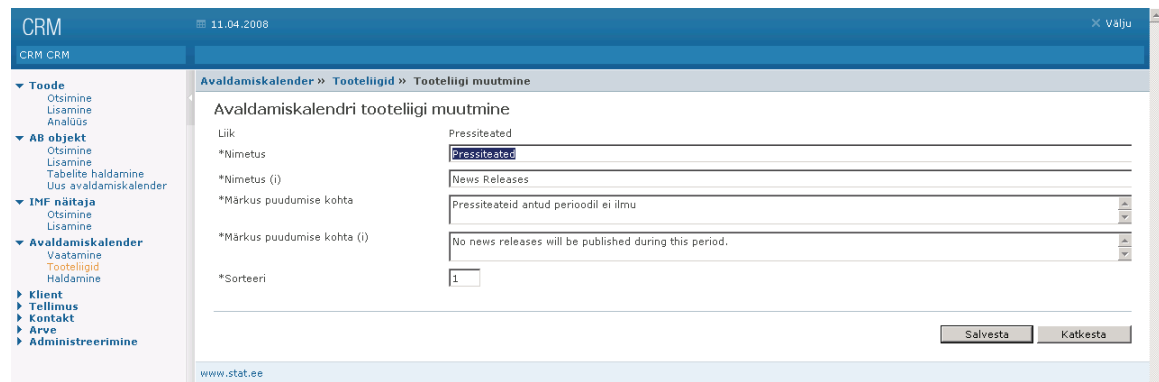 CRM
11.04.2008
Välju
CRM CRM
Toode
Otsimine
Lisamine
Analüüs
AB objekt
Otsimine
Lisamine
Tabelite haldamine
Uus avaldamiskalender
IMF näitaja
Otsimine
Lisamine
Avaldamiskalender
Vaatamine
Tooteliigid
Haldamine
Klient
Tellimus
Kontakt
Arve
Administreerimine
Avaldamiskalender » Tooteliigid » Tooteliigi muutmine
Avaldamiskalendri tooteliigi muutmine
Liik Pressiteated
*Nimetus Pressiteated
*Nimetus (i) News Releases
*Märkus puudumise kohta Pressiteateid antud perioodil ei ilmu
*Märkus puudumise kohta (i) No news releases will be published during this period.
*Sorteeri 1
Salvesta Katkesta
www.stat.ee